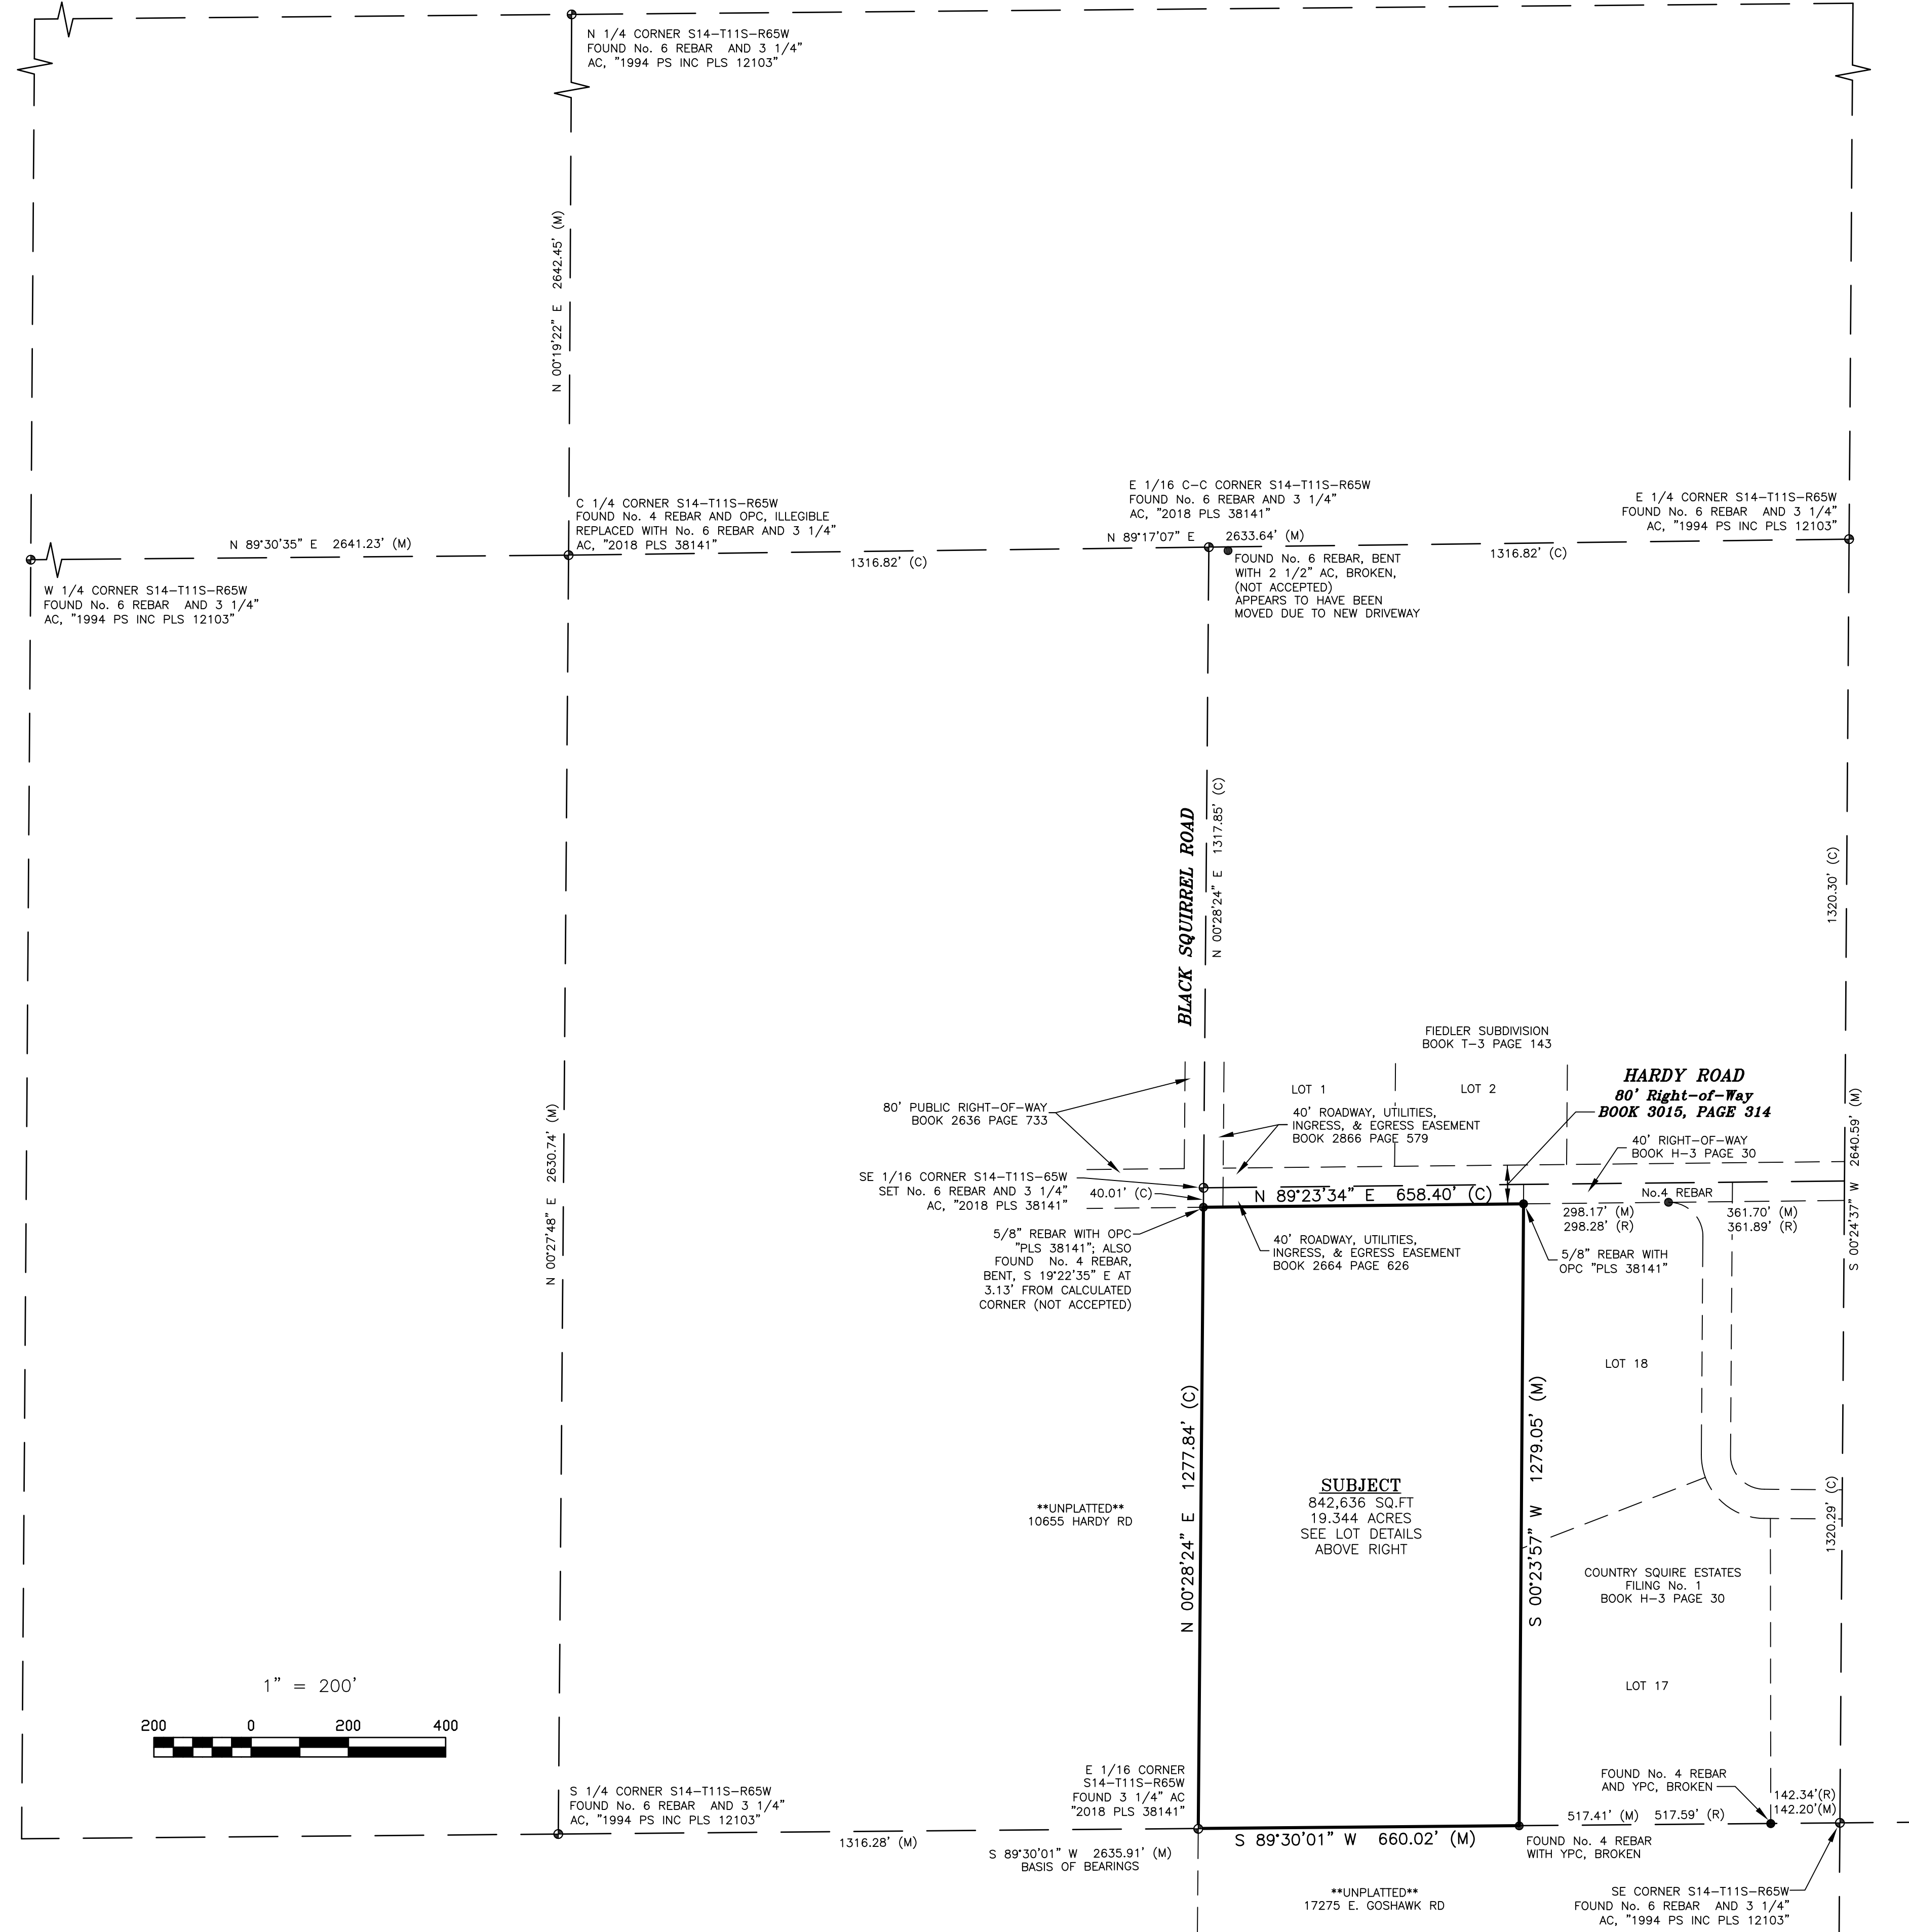 N 1/4 CORNER S14-T11S-R65W
FOUND No. 6 REBAR AND 3 1/4"
AC, "1994 PS INC PLS 12103"
N 00°19'22" E 2642.45' (M)
C 1/4 CORNER S14-T11S-R65W
FOUND No. 4 REBAR AND OPC, ILLEGIBLE
REPLACED WITH No. 6 REBAR AND 3 1/4"
AC, "2018 PLS 38141"
E 1/16 C-C CORNER S14-T11S-R65W
FOUND No. 6 REBAR AND 3 1/4"
AC, "2018 PLS 38141"
E 1/4 CORNER S14-T11S-R65W
FOUND No. 6 REBAR AND 3 1/4"
AC, "1994 PS INC PLS 12103"
N 89°30'35" E 2641.23' (M)
N 89°17'07" E 2633.64' (M)
1316.82' (C)
1316.82' (C)
FOUND No. 6 REBAR, BENT
WITH 2 1/2" AC, BROKEN,
(NOT ACCEPTED)
APPEARS TO HAVE BEEN
MOVED DUE TO NEW DRIVEWAY
W 1/4 CORNER S14-T11S-R65W
FOUND No. 6 REBAR AND 3 1/4"
AC, "1994 PS INC PLS 12103"
BLACK SQUIRREL ROAD
N 00°28'24" E 1317.85' (C)
1320.30' (C)
FIEDLER SUBDIVISION
BOOK T-3 PAGE 143
LOT 1
LOT 2
HARDY ROAD
80' Right-of-Way
BOOK 3015, PAGE 314
80' PUBLIC RIGHT-OF-WAY
BOOK 2636 PAGE 733
40' ROADWAY, UTILITIES,
INGRESS, & EGRESS EASEMENT
BOOK 2866 PAGE 579
40' RIGHT-OF-WAY
BOOK H-3 PAGE 30
N 00°27'48" E 2630.74' (M)
S 00°24'37" W 2640.59' (M)
SE 1/16 CORNER S14-T11S-65W
SET No. 6 REBAR AND 3 1/4"
AC, "2018 PLS 38141"
40.01' (C)
N 89°23'34" E 658.40' (C)
No.4 REBAR
298.17' (M)
298.28' (R)
361.70' (M)
361.89' (R)
5/8" REBAR WITH OPC
"PLS 38141"; ALSO
FOUND No. 4 REBAR,
BENT, S 19°22'35" E AT
3.13' FROM CALCULATED
CORNER (NOT ACCEPTED)
40' ROADWAY, UTILITIES,
INGRESS, & EGRESS EASEMENT
BOOK 2664 PAGE 626
5/8" REBAR WITH
OPC "PLS 38141"
LOT 18
N 00°28'24" E 1277.84' (C)
S 00°23'57" W 1279.05' (M)
SUBJECT
842,636 SQ.FT
19.344 ACRES
SEE LOT DETAILS
ABOVE RIGHT
**UNPLATTED**
10655 HARDY RD
1320.29' (C)
COUNTRY SQUIRE ESTATES
FILING No. 1
BOOK H-3 PAGE 30
LOT 17
1" = 200'
200 0 200 400
S 1/4 CORNER S14-T11S-R65W
FOUND No. 6 REBAR AND 3 1/4"
AC, "1994 PS INC PLS 12103"
E 1/16 CORNER
S14-T11S-R65W
FOUND 3 1/4" AC
"2018 PLS 38141"
FOUND No. 4 REBAR
AND YPC, BROKEN
142.34'(R)
142.20'(M)
1316.28' (M)
S 89°30'01" W 660.02' (M)
517.41' (M) 517.59' (R)
S 89°30'01" W 2635.91' (M)
BASIS OF BEARINGS
FOUND No. 4 REBAR
WITH YPC, BROKEN
**UNPLATTED**
17275 E. GOSHAWK RD
SE CORNER S14-T11S-R65W
FOUND No. 6 REBAR AND 3 1/4"
AC, "1994 PS INC PLS 12103"